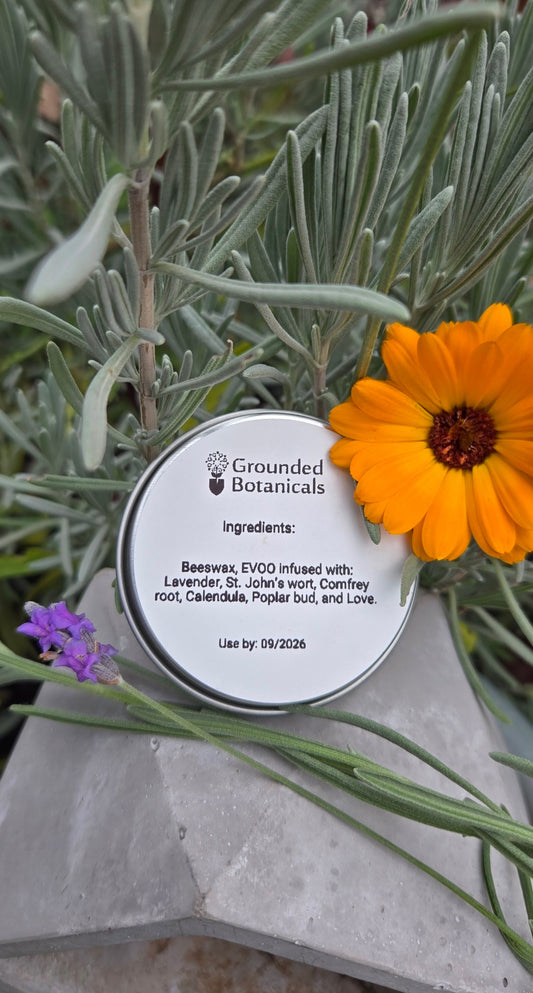 Grounded
Botanicals
Ingredients:
Beeswax, EVOO infused with:
Lavender, St. John's wort, Comfrey
root, Calendula, Poplar bud, and Love.
Use by: 09/2026